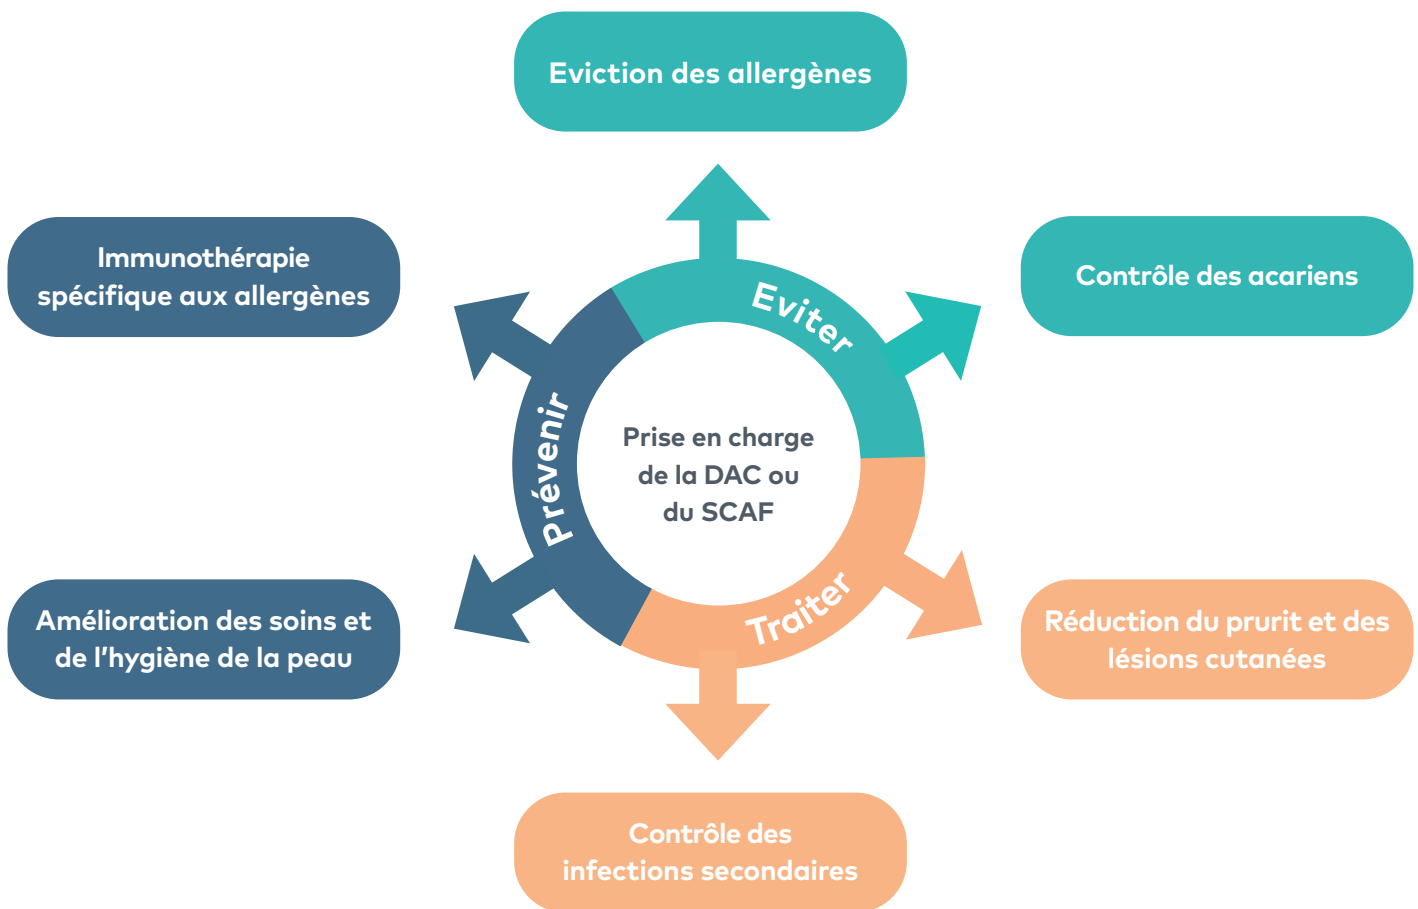 Eviction des allergènes
Immunothérapie
spécifique aux allergènes
Contrôle des acariens
Eviter
Prévenir
Prise en charge
de la DAC ou
du SCAF
Traiter
Amélioration des soins et
de l'hygiène de la peau
Réduction du prurit et des
lésions cutanées
Contrôle des
infections secondaires